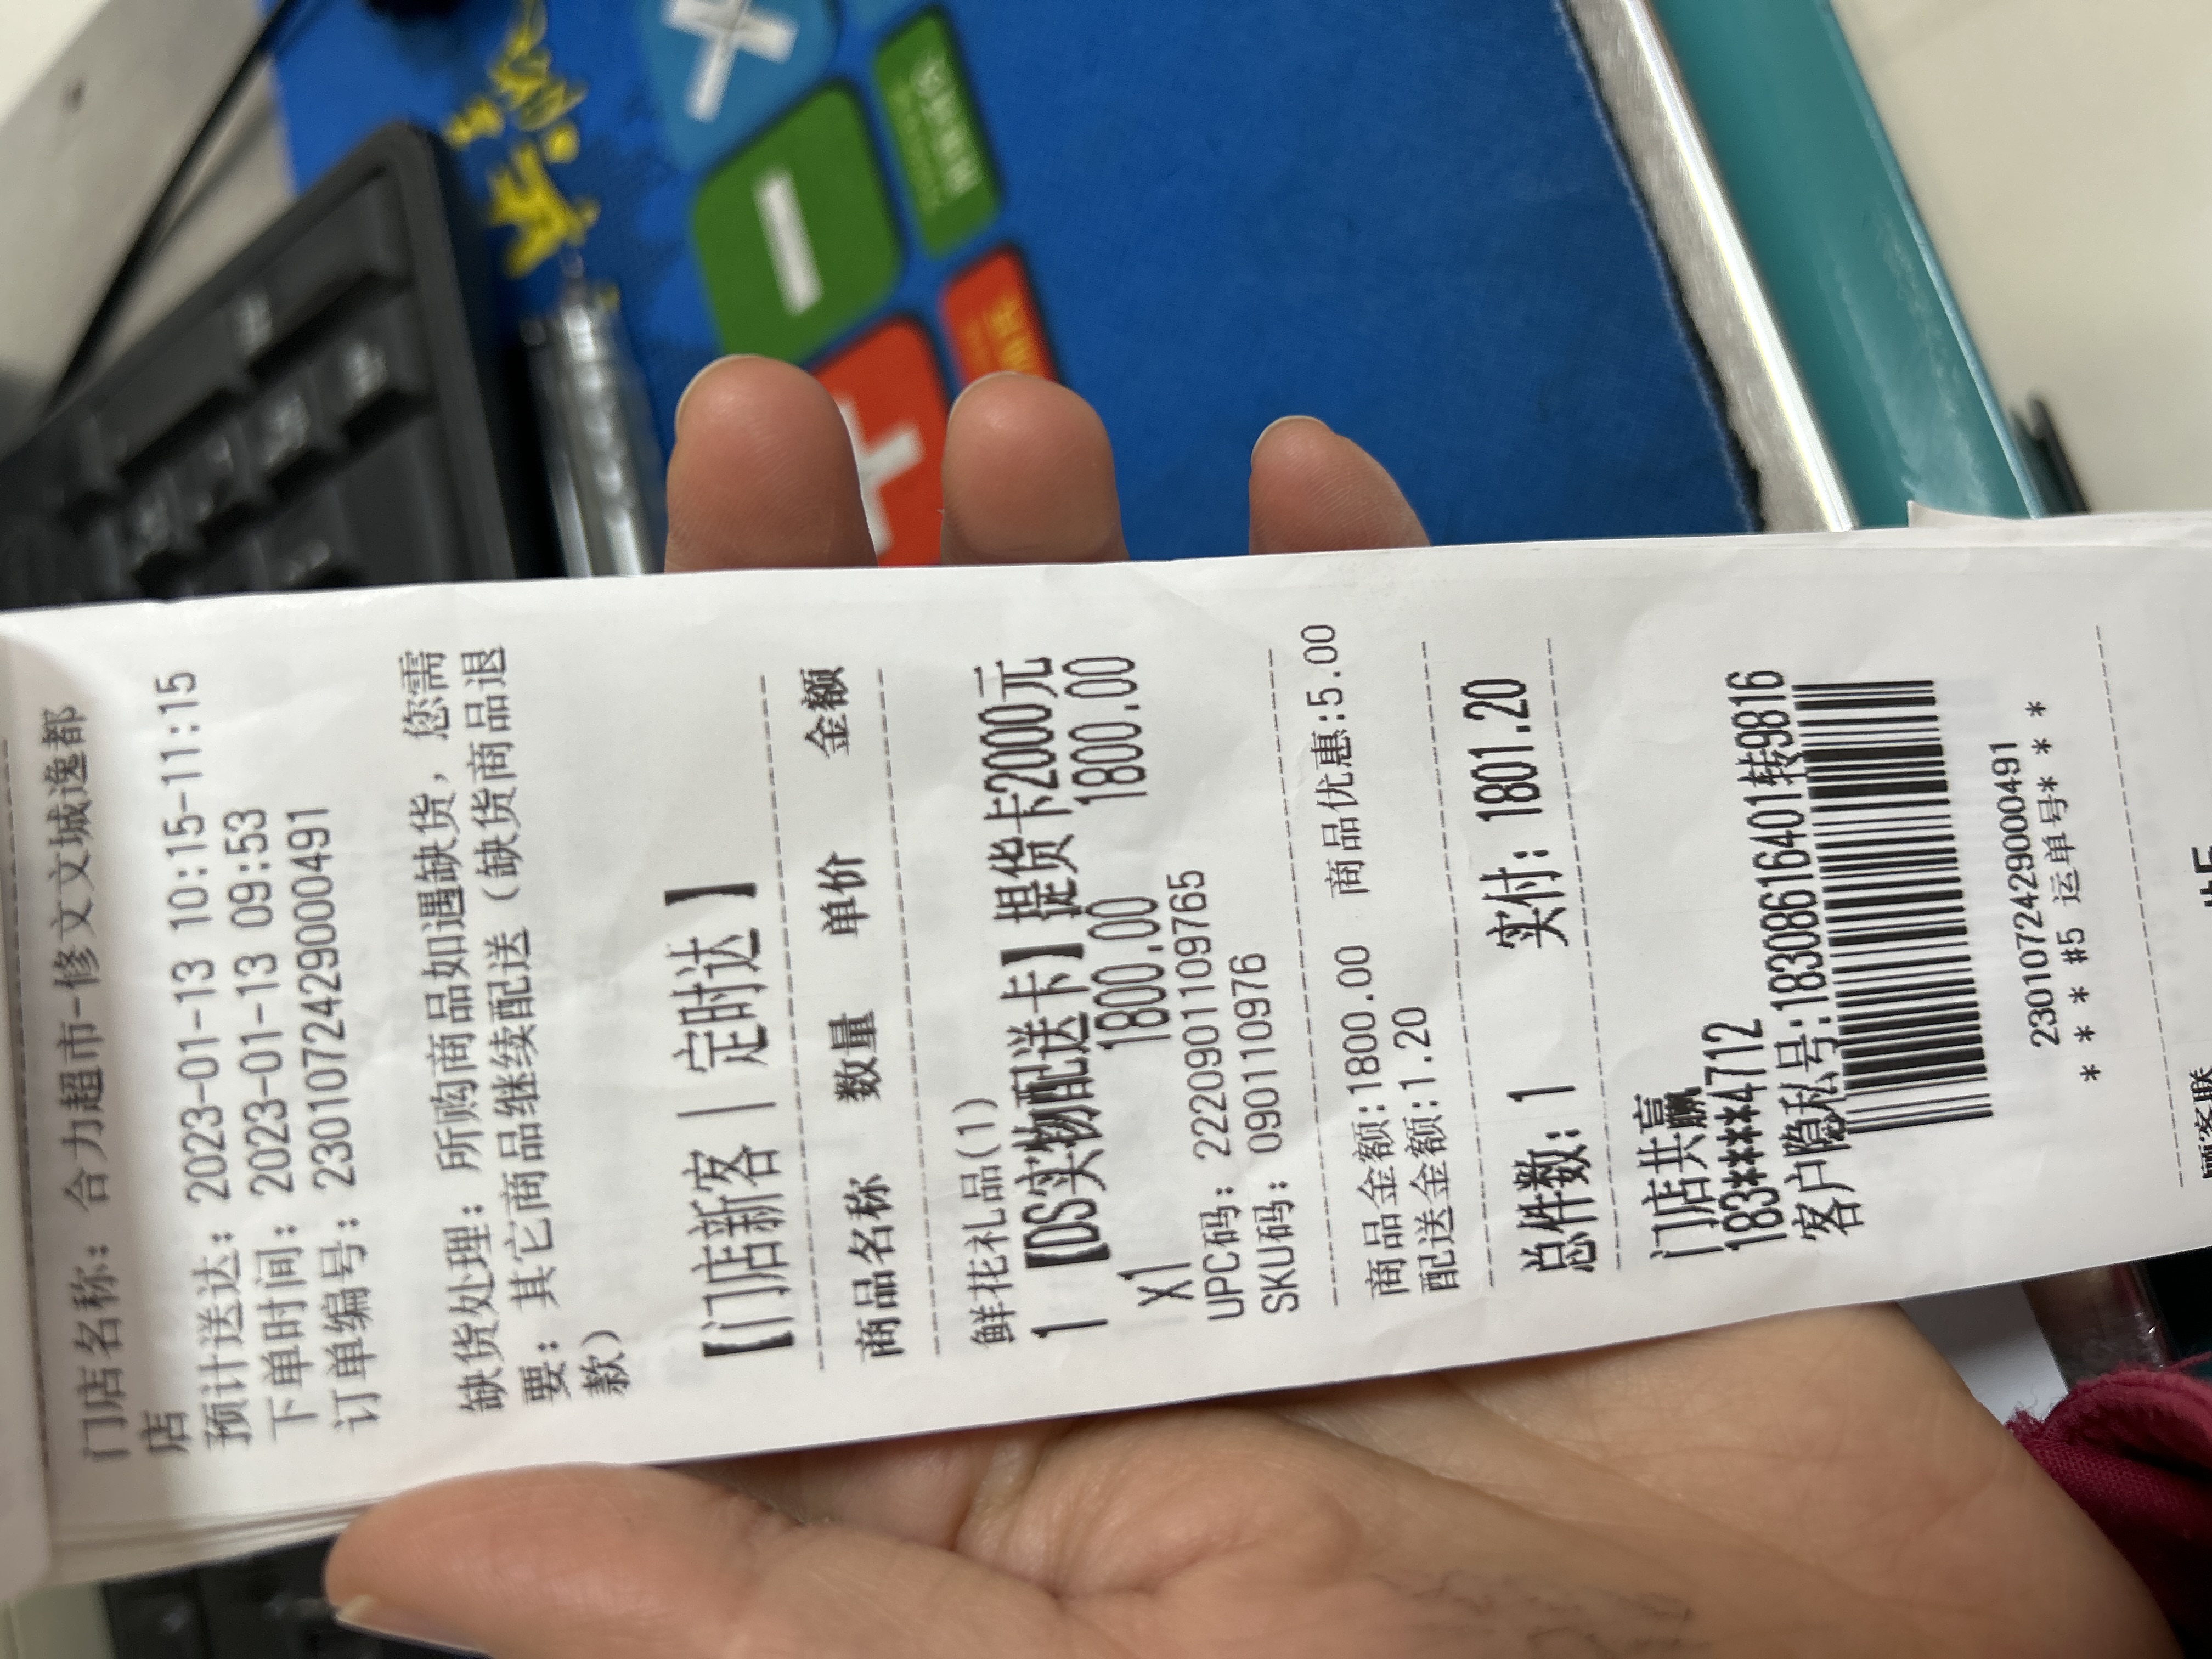 门店名称：合力超市-修文文城逸都
店
预计送达：2023-01-13 10:15-11:15
下单时间：2023-01-13 09:53
订单编号：2301072429000491
缺货处理：所购商品如遇缺货，您需
要：其它商品继续配送（缺货商品退
款）
【门店新客｜定时达】
商品名称 数量 单价 金额
鲜花礼品(1)
1 【DS实物配送卡】提货卡2000元
x1 1800.00 1800.00
UPC码：2220901109765
SKU码：0901109976
商品金额:1800.00 商品优惠:5.00
配送金额:1.20
总件数：1 实付：1801.20
门店共赢
183****4712
客户隐私号:18308616401转9816
2301072429000491
* * * * #5 运单号* * * *
顾客联